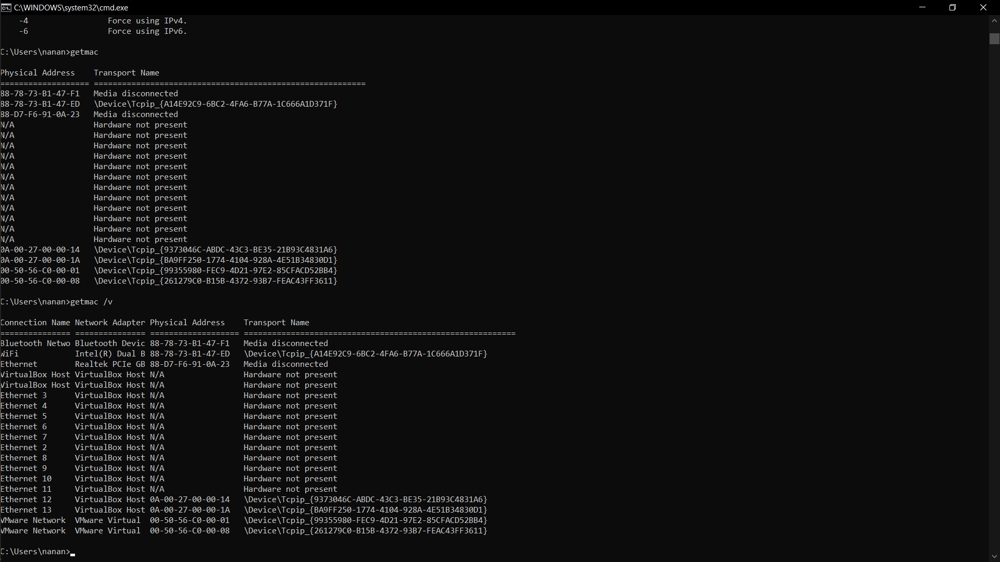 C:\WINDOWS\system32\cmd.exe
-4 Force using IPv4.
-6 Force using IPv6.
C:\Users\nanan>getmac
Physical Address Transport Name
=================== ==========================================================
88-78-73-B1-47-F1 Media disconnected
88-78-73-B1-47-ED \Device\Tcpip_{A14E92C9-6BC2-4FA6-B77A-1C666A1D371F}
88-D7-F6-91-0A-23 Media disconnected
N/A Hardware not present
N/A Hardware not present
N/A Hardware not present
N/A Hardware not present
N/A Hardware not present
N/A Hardware not present
N/A Hardware not present
N/A Hardware not present
N/A Hardware not present
N/A Hardware not present
N/A Hardware not present
N/A Hardware not present
0A-00-27-00-00-14 \Device\Tcpip_{9373046C-ABDC-43C3-BE35-21B93C4831A6}
0A-00-27-00-00-1A \Device\Tcpip_{BA9FF250-1774-4104-928A-4E51B34830D1}
00-50-56-C0-00-01 \Device\Tcpip_{99355980-FEC9-4D21-97E2-85CFACD52BB4}
00-50-56-C0-00-08 \Device\Tcpip_{261279C0-B15B-4372-93B7-FEAC43FF3611}
C:\Users\nanan>getmac /v
Connection Name Network Adapter Physical Address Transport Name
=============== =============== =================== ==========================================================
Bluetooth Netwo Bluetooth Devic 88-78-73-B1-47-F1 Media disconnected
WiFi Intel(R) Dual B 88-78-73-B1-47-ED \Device\Tcpip_{A14E92C9-6BC2-4FA6-B77A-1C666A1D371F}
Ethernet Realtek PCIe GB 88-D7-F6-91-0A-23 Media disconnected
VirtualBox Host VirtualBox Host N/A Hardware not present
VirtualBox Host VirtualBox Host N/A Hardware not present
Ethernet 3 VirtualBox Host N/A Hardware not present
Ethernet 4 VirtualBox Host N/A Hardware not present
Ethernet 5 VirtualBox Host N/A Hardware not present
Ethernet 6 VirtualBox Host N/A Hardware not present
Ethernet 7 VirtualBox Host N/A Hardware not present
Ethernet 2 VirtualBox Host N/A Hardware not present
Ethernet 8 VirtualBox Host N/A Hardware not present
Ethernet 9 VirtualBox Host N/A Hardware not present
Ethernet 10 VirtualBox Host N/A Hardware not present
Ethernet 11 VirtualBox Host N/A Hardware not present
Ethernet 12 VirtualBox Host 0A-00-27-00-00-14 \Device\Tcpip_{9373046C-ABDC-43C3-BE35-21B93C4831A6}
Ethernet 13 VirtualBox Host 0A-00-27-00-00-1A \Device\Tcpip_{BA9FF250-1774-4104-928A-4E51B34830D1}
VMware Network VMware Virtual 00-50-56-C0-00-01 \Device\Tcpip_{99355980-FEC9-4D21-97E2-85CFACD52BB4}
VMware Network VMware Virtual 00-50-56-C0-00-08 \Device\Tcpip_{261279C0-B15B-4372-93B7-FEAC43FF3611}
C:\Users\nanan>